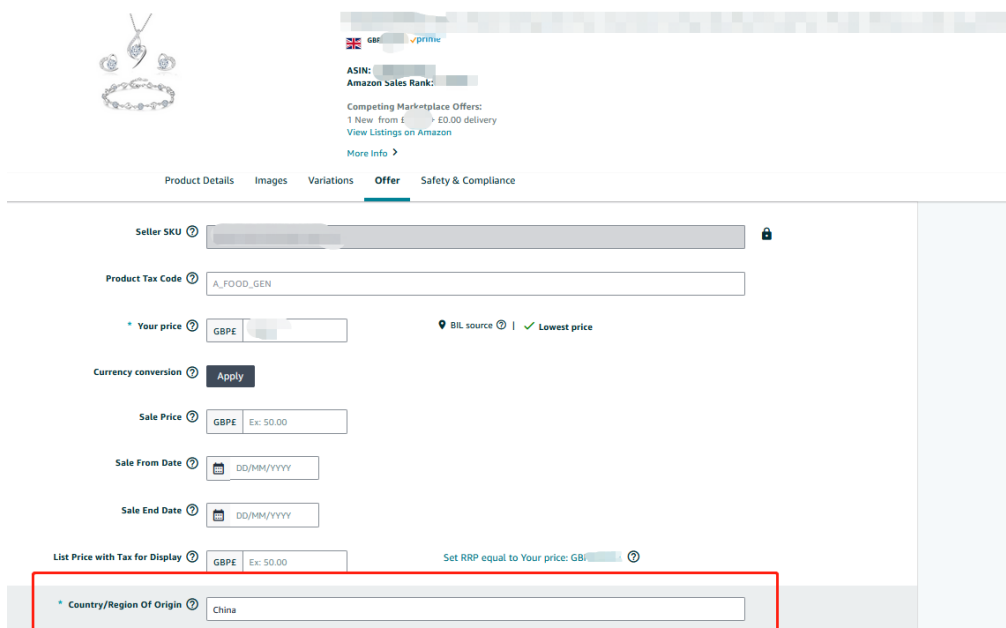 GBP
prime
ASIN:
Amazon Sales Rank:
Competing Marketplace Offers:
1 New from £ + £0.00 delivery
View Listings on Amazon
More Info
Product Details Images Variations Offer Safety & Compliance
Seller SKU
Product Tax Code A_FOOD_GEN
* Your price GBP£ BIL source | Lowest price
Currency conversion Apply
Sale Price GBP£ Ex: 50.00
Sale From Date DD/MM/YYYY
Sale End Date DD/MM/YYYY
List Price with Tax for Display GBP£ Ex: 50.00 Set RRP equal to Your price:
* Country/Region Of Origin China